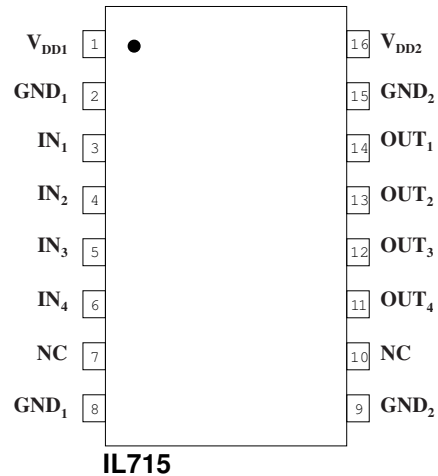 V_DD1 1 16 V_DD2
GND_1 2 15 GND_2
IN_1 3 14 OUT_1
IN_2 4 13 OUT_2
IN_3 5 12 OUT_3
IN_4 6 11 OUT_4
NC 7 10 NC
GND_1 8 9 GND_2
IL715